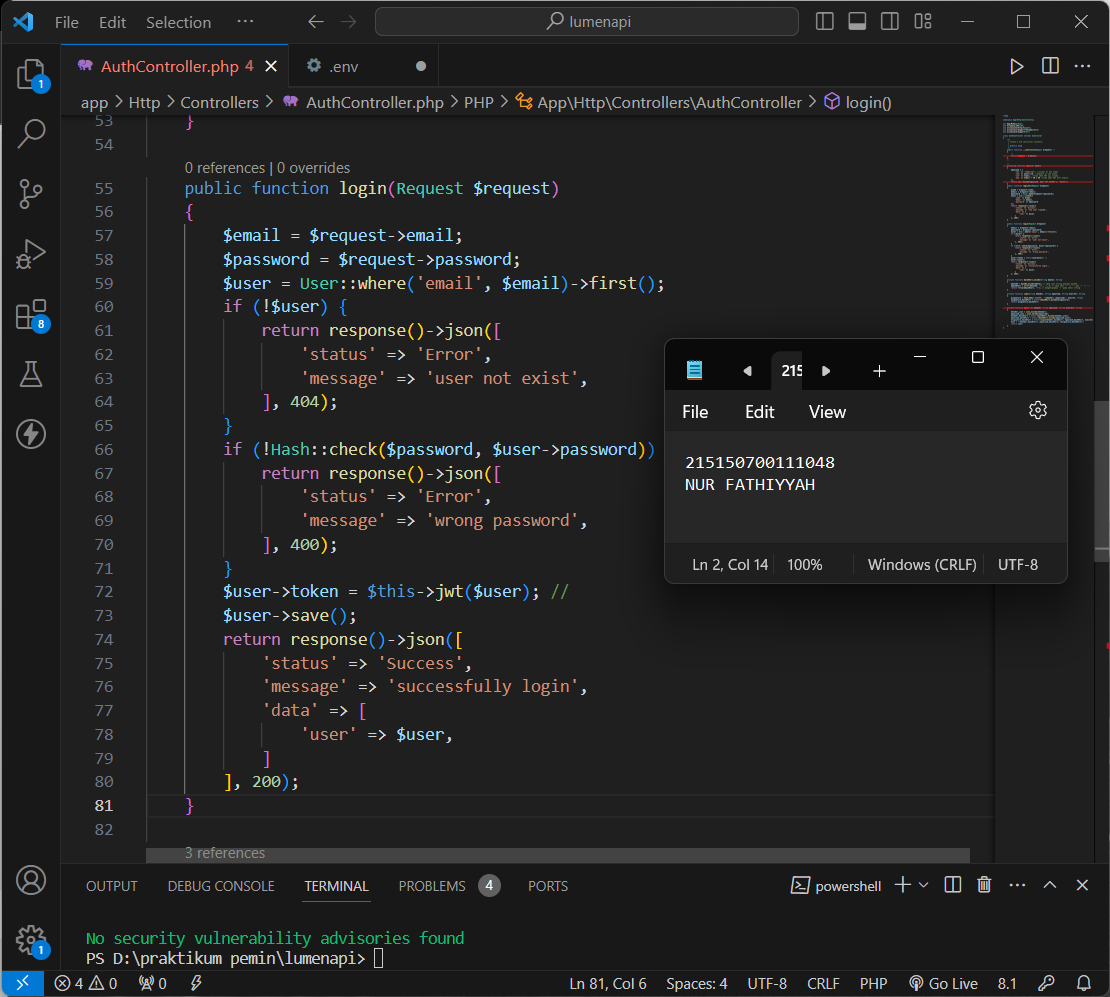 File Edit Selection ··· lumenapi
1
AuthController.php 4 .env
app > Http > Controllers > AuthController.php > PHP > App\Http\Controllers\AuthController > login()
53 }
54
0 references | 0 overrides
55 public function login(Request $request)
56 {
57 $email = $request->email;
58 $password = $request->password;
59 $user = User::where('email', $email)->first();
60 if (!$user) {
61 return response()->json([
62 'status' => 'Error',
63 'message' => 'user not exist',
64 ], 404);
65 }
66 if (!Hash::check($password, $user->password))
67 return response()->json([
68 'status' => 'Error',
69 'message' => 'wrong password',
70 ], 400);
71 }
72 $user->token = $this->jwt($user); //
73 $user->save();
74 return response()->json([
75 'status' => 'Success',
76 'message' => 'successfully login',
77 'data' => [
78 'user' => $user,
79 ]
80 ], 200);
81 }
82
3 references
8
215
File Edit View
215150700111048
NUR FATHIYYAH
Ln 2, Col 14 100% Windows (CRLF) UTF-8
OUTPUT DEBUG CONSOLE TERMINAL PROBLEMS 4 PORTS powershell
No security vulnerability advisories found
PS D:\praktikum pemin\lumenapi>
1
4 0 0 Ln 81, Col 6 Spaces: 4 UTF-8 CRLF PHP Go Live 8.1